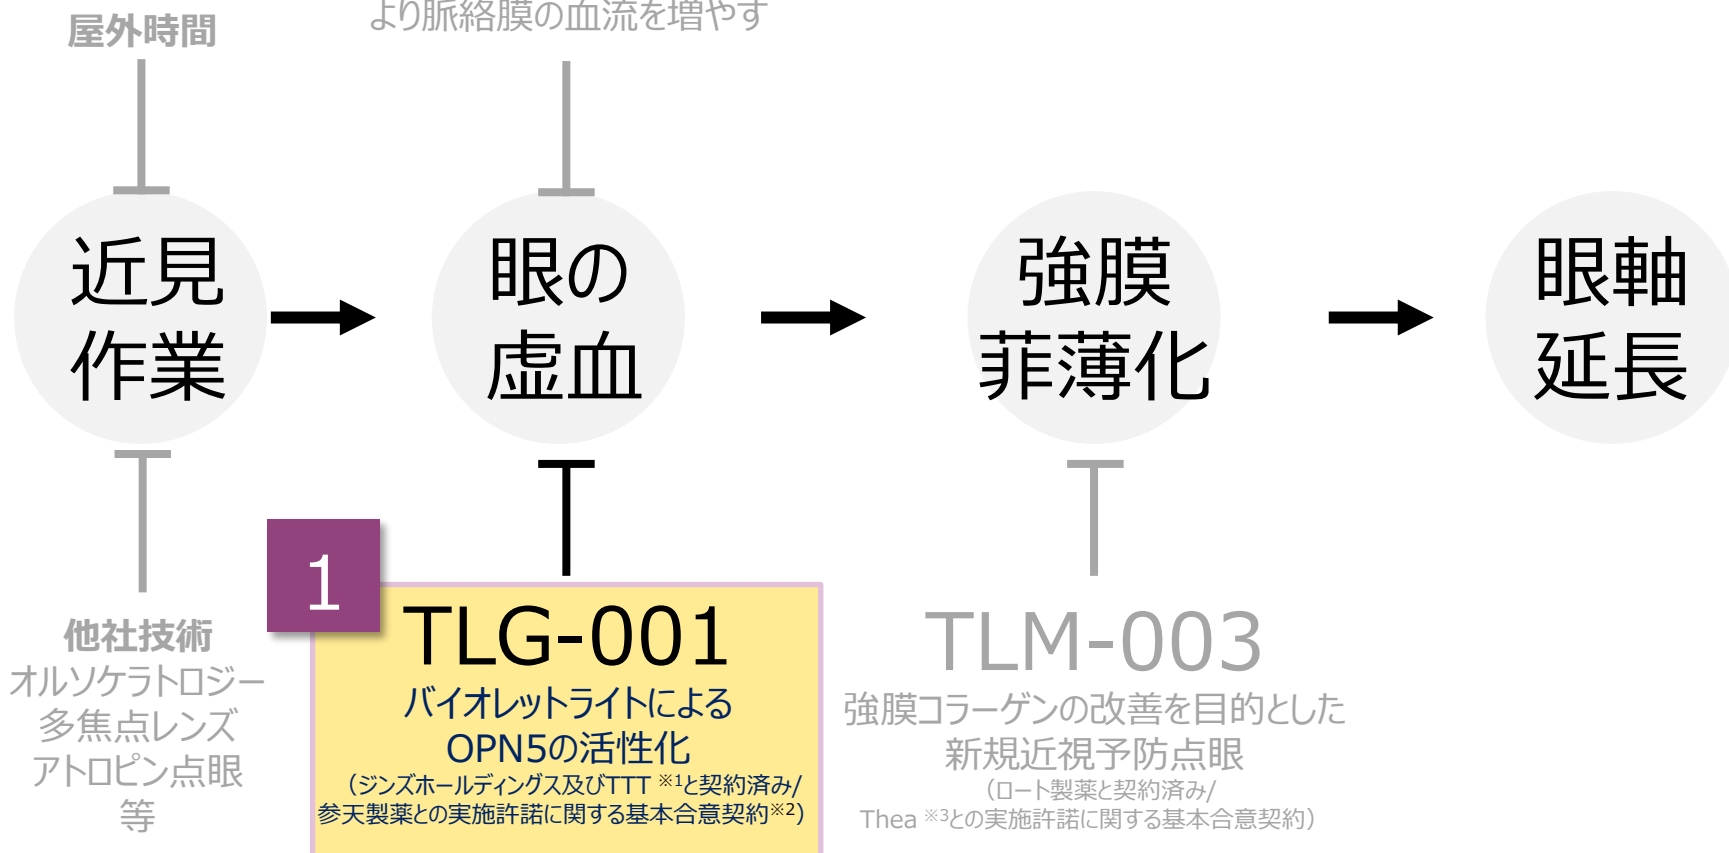 屋外時間
より脈絡膜の血流を増やす
近見
作業
眼の
虚血
強膜
菲薄化
眼軸
延長
他社技術
オルソケラトロジー
多焦点レンズ
アトロピン点眼
等
1
TLG-001
バイオレットライトによる
OPN5の活性化
（ジンズホールディングス及びTTT ※1と契約済み/
参天製薬との実施許諾に関する基本合意契約※2）
TLM-003
強膜コラーゲンの改善を目的とした
新規近視予防点眼
（ロート製薬と契約済み/
Thea ※3との実施許諾に関する基本合意契約）